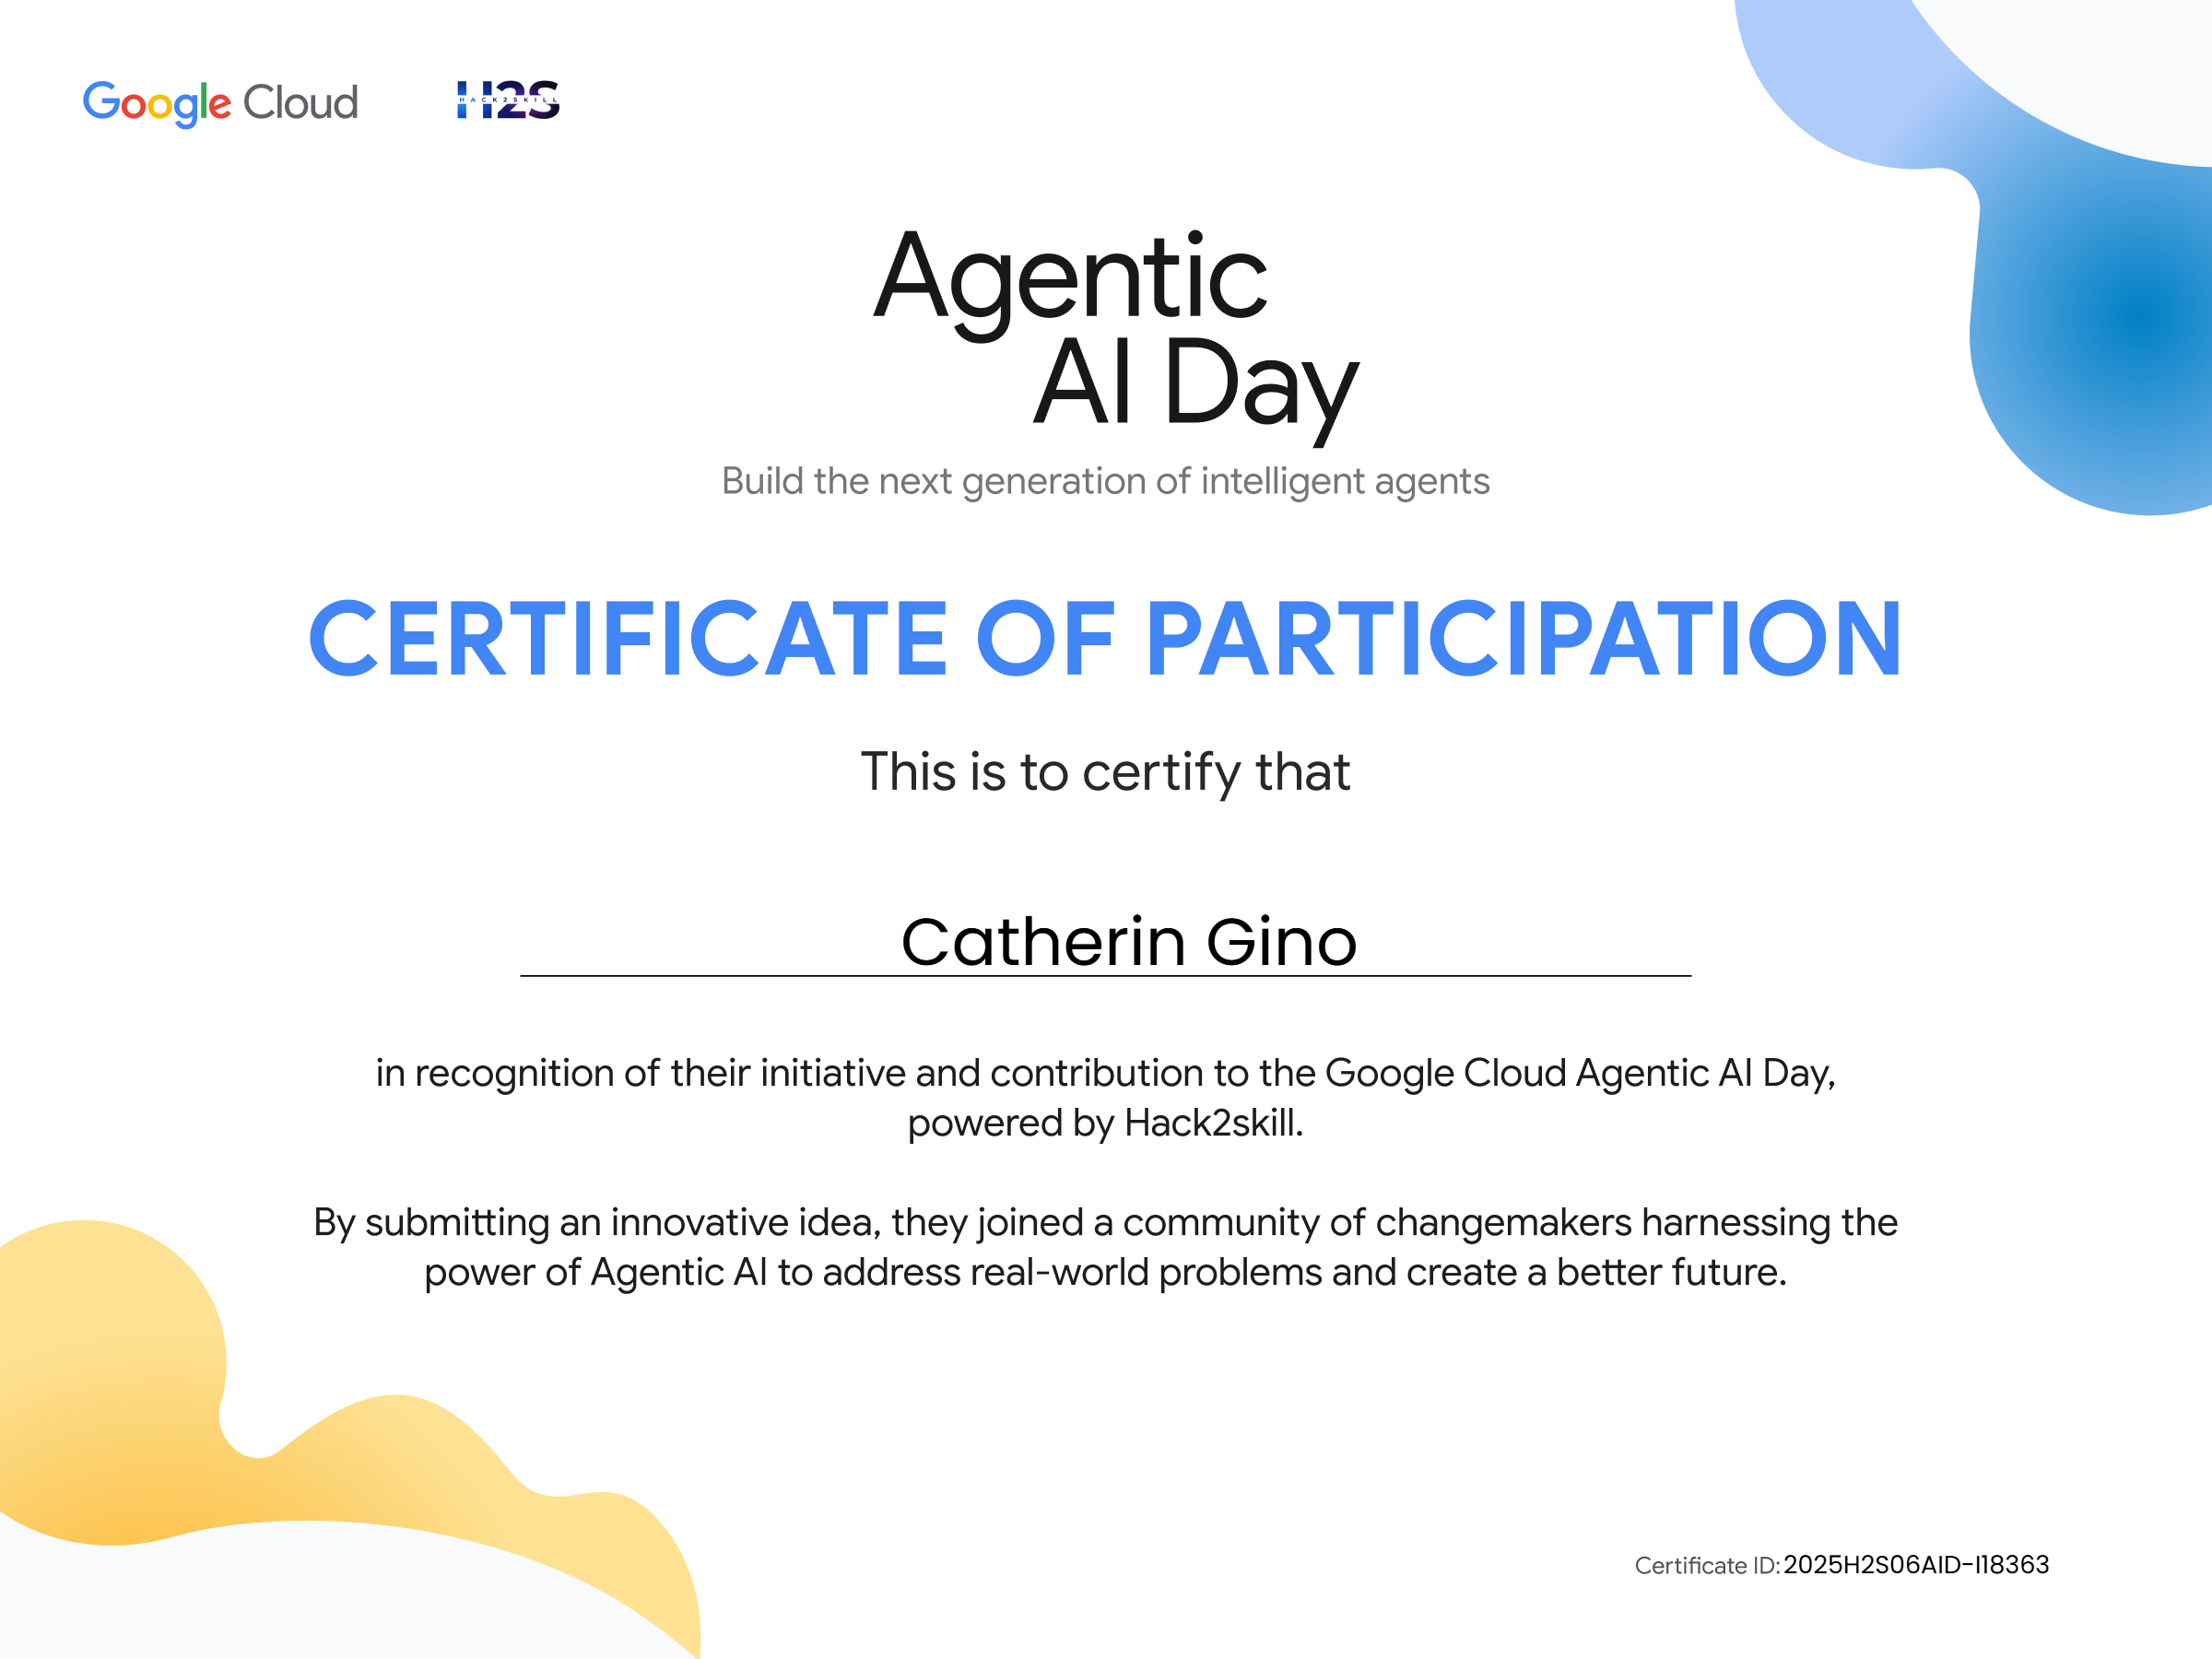 Google Cloud
H2S
HACK2SKILL
Agentic
AI Day
Build the next generation of intelligent agents
CERTIFICATE OF PARTICIPATION
This is to certify that
Catherin Gino
in recognition of their initiative and contribution to the Google Cloud Agentic AI Day,
powered by Hack2skill.
By submitting an innovative idea, they joined a community of changemakers harnessing the
power of Agentic AI to address real-world problems and create a better future.
Certificate ID: 2025H2S06AID-I18363